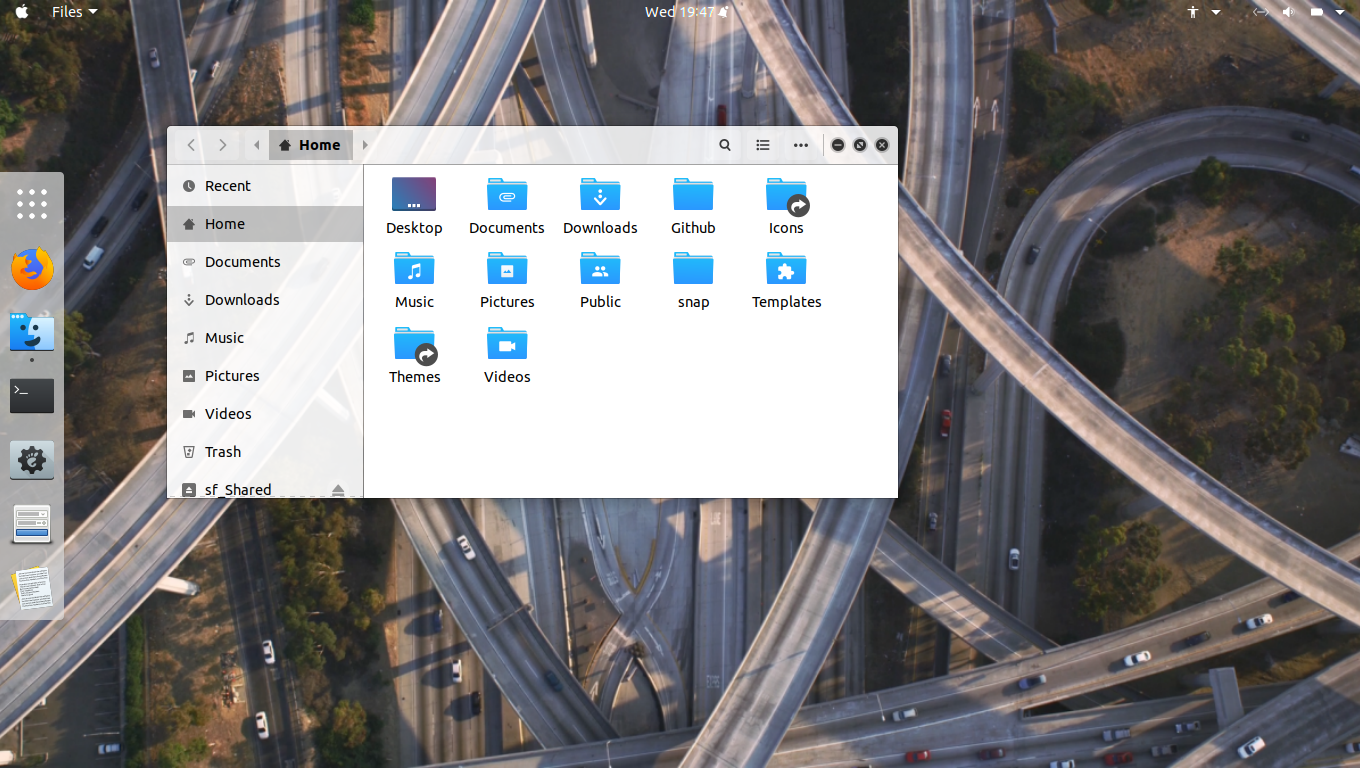 Files
Wed 19:47
Home
Recent
Home
Documents
Downloads
Music
Pictures
Videos
Trash
sf_Shared
Desktop
Documents
Downloads
Github
Icons
Music
Pictures
Public
snap
Templates
Themes
Videos